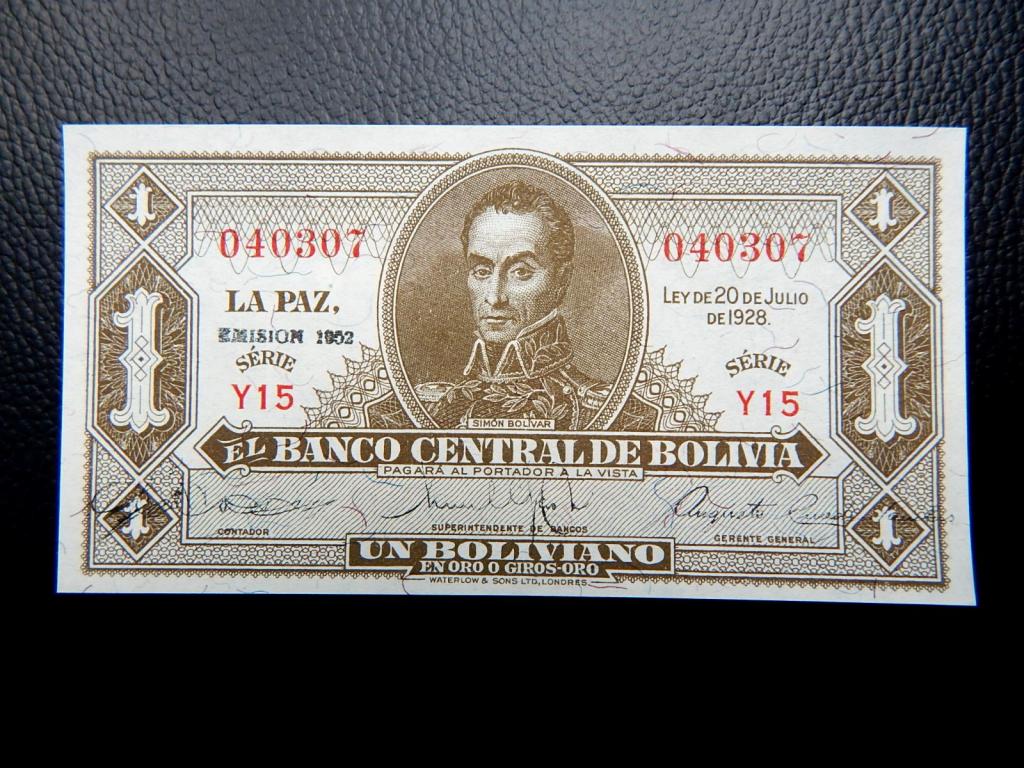 1
1
040307
040307
LA PAZ,
EMISION 1952
LEY DE 20 DE JULIO
DE 1928.
1
1
SÉRIE
Y15
SÉRIE
Y15
SIMÓN BOLÍVAR
EL BANCO CENTRAL DE BOLIVIA
PAGARÁ AL PORTADOR A LA VISTA
1
1
CONTADOR
SUPERINTENDENTE DE BANCOS
GERENTE GENERAL
UN BOLIVIANO
EN ORO O GIROS-ORO
WATERLOW & SONS LTD, LONDRES